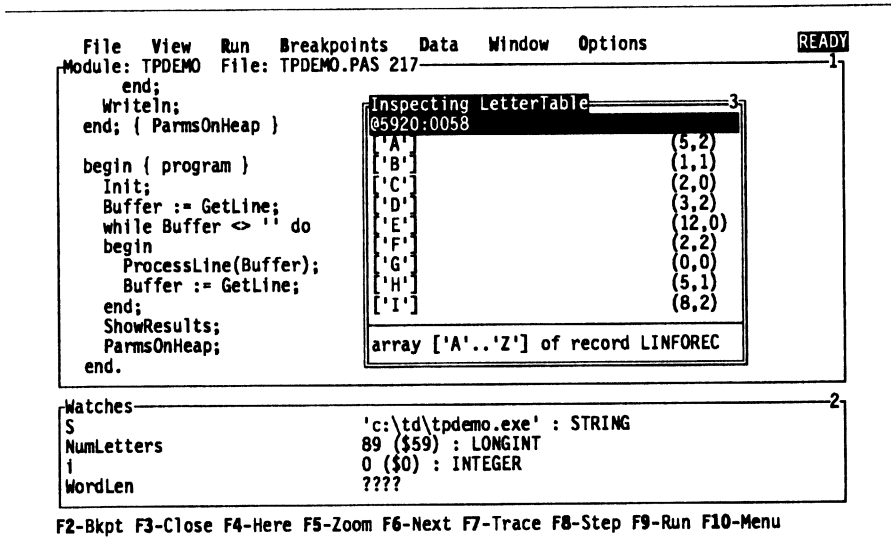 File View Run Breakpoints Data Window Options READY
Module: TPDEMO File: TPDEMO.PAS 217 1
end;
Writeln;
end; { ParmsOnHeap }
begin { program }
Init;
Buffer := GetLine;
while Buffer <> '' do
begin
ProcessLine(Buffer);
Buffer := GetLine;
end;
ShowResults;
ParmsOnHeap;
end.
Inspecting LetterTable 3
@5920:0058
['A'] (5,2)
['B'] (1,1)
['C'] (2,0)
['D'] (3,2)
['E'] (12,0)
['F'] (2,2)
['G'] (0,0)
['H'] (5,1)
['I'] (8,2)
array ['A'..'Z'] of record LINFOREC
Watches 2
S 'c:\td\tpdemo.exe' : STRING
NumLetters 89 ($59) : LONGINT
i 0 ($0) : INTEGER
WordLen ????
F2-Bkpt F3-Close F4-Here F5-Zoom F6-Next F7-Trace F8-Step F9-Run F10-Menu